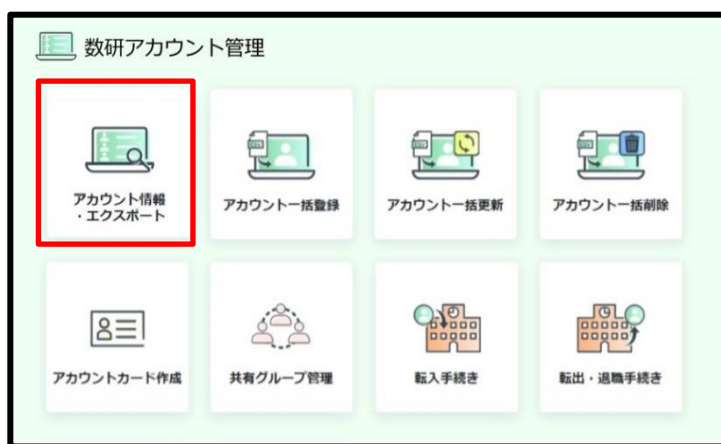 数研アカウント管理
アカウント情報
・エクスポート
アカウント一括登録
アカウント一括更新
アカウント一括削除
アカウントカード作成
共有グループ管理
転入手続き
転出・退職手続き